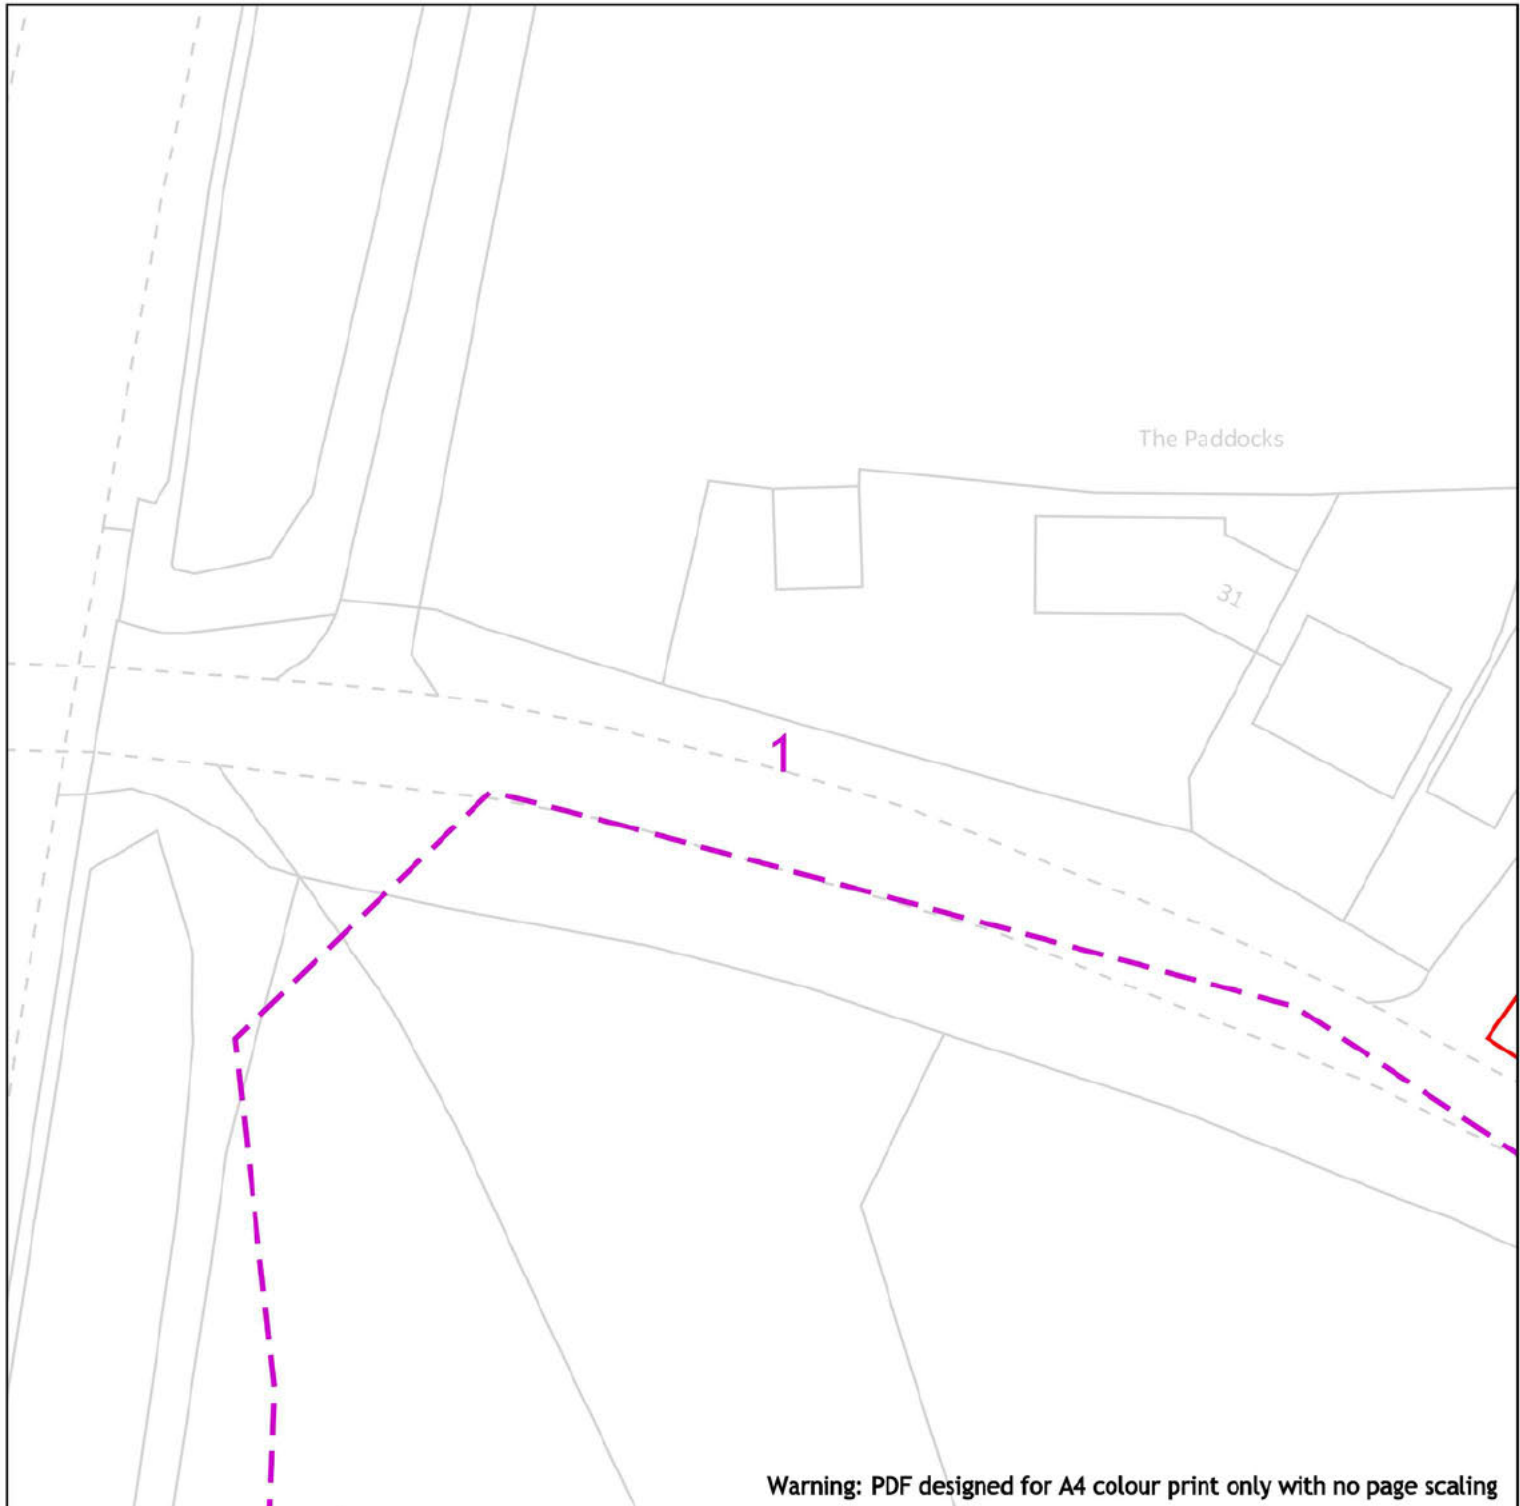 The Paddocks
31
1
Warning: PDF designed for A4 colour print only with no page scaling